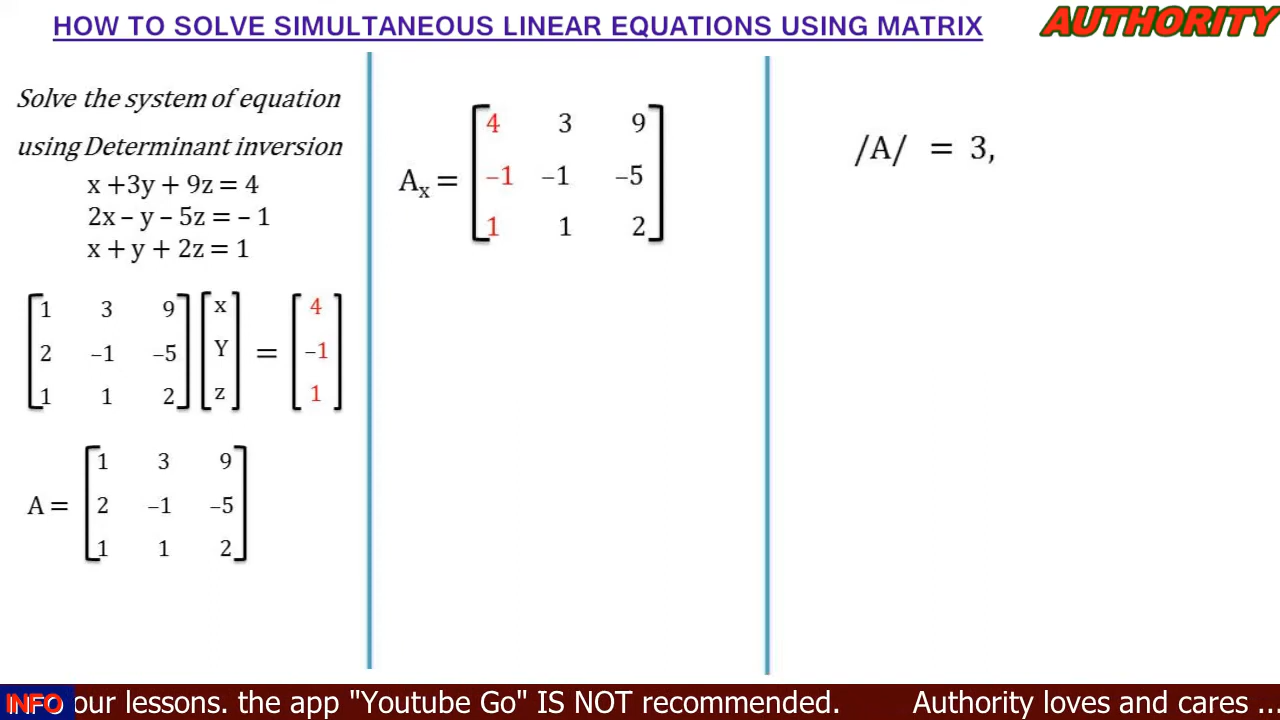 HOW TO SOLVE SIMULTANEOUS LINEAR EQUATIONS USING MATRIX
AUTHORITY
Solve the system of equation
using Determinant inversion
x +3y + 9z = 4
2x – y – 5z = – 1
x + y + 2z = 1
1 3 9 x 4
2 –1 –5 Y = –1
1 1 2 z 1
1 3 9
A = 2 –1 –5
1 1 2
4 3 9
Ax = –1 –1 –5
1 1 2
/A/ = 3,
INFO our lessons. the app "Youtube Go" IS NOT recommended. Authority loves and cares ...